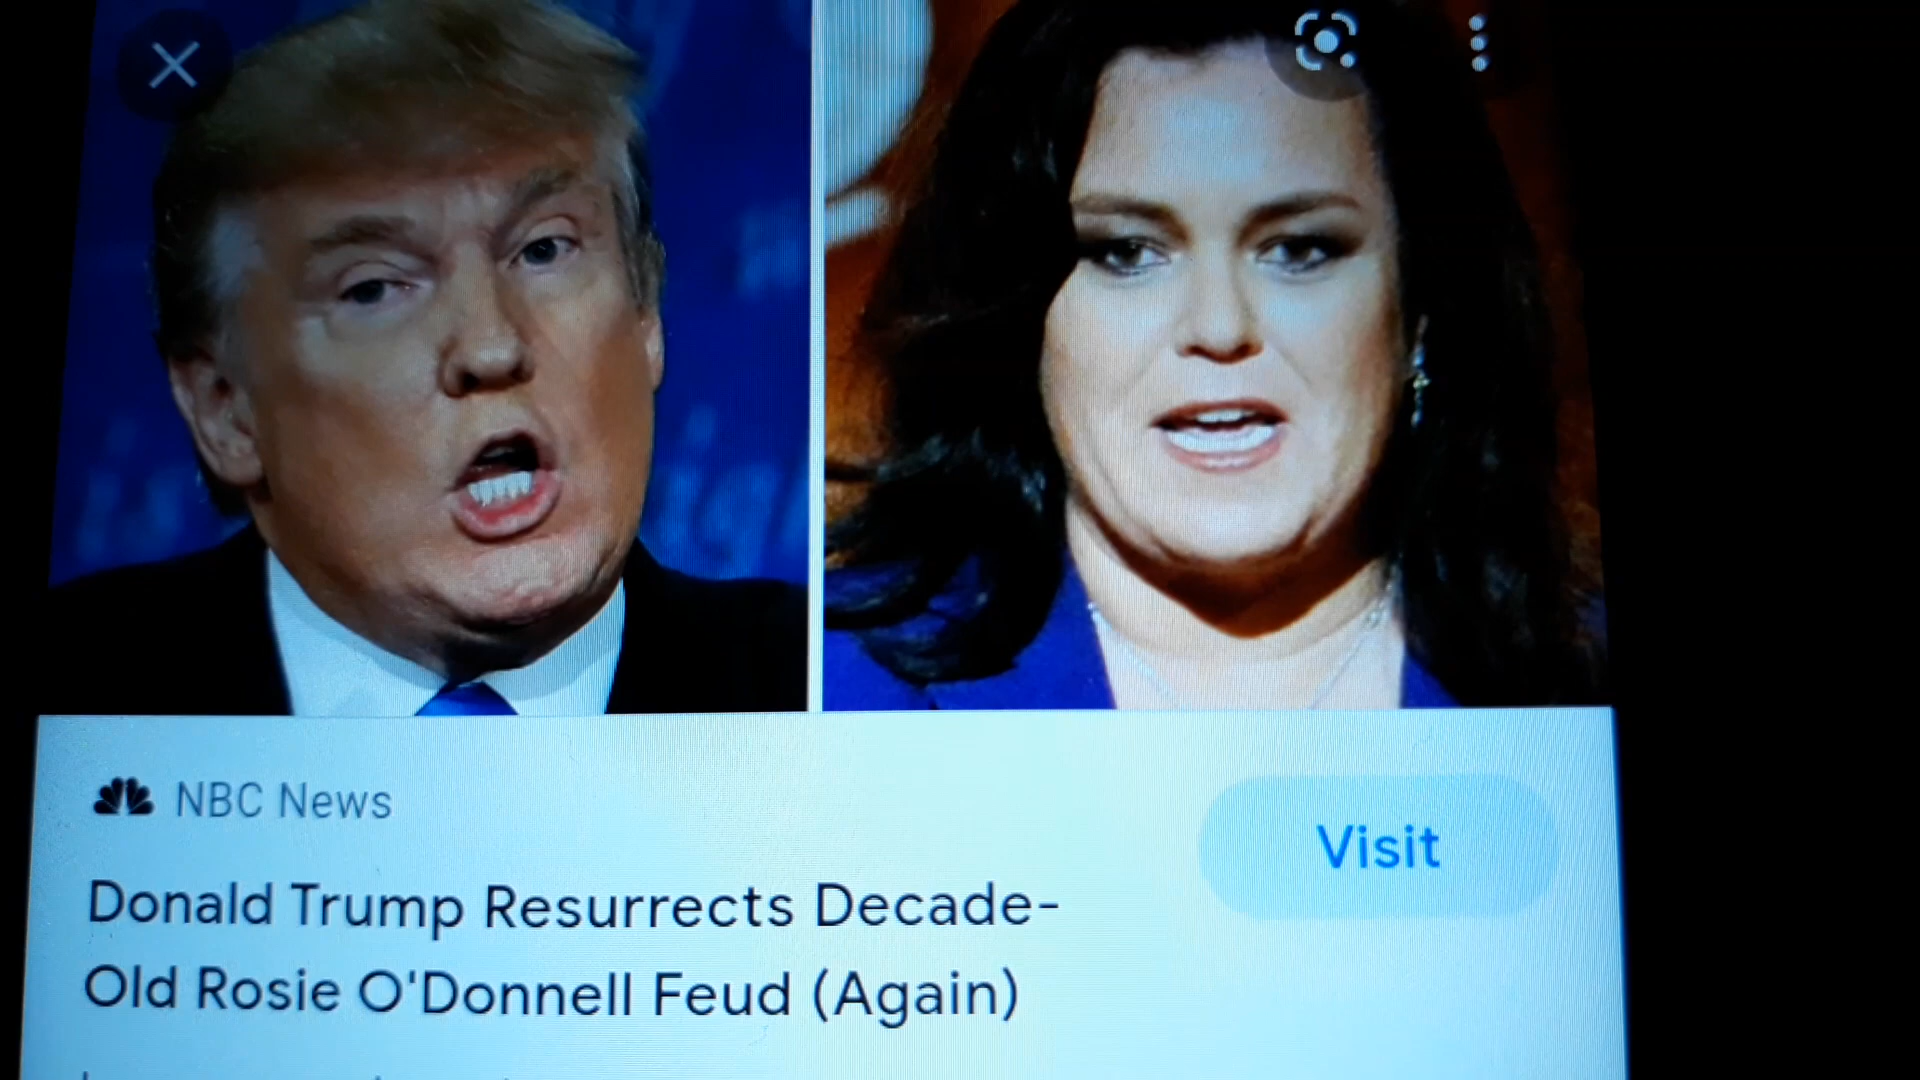 NBC News
Visit
Donald Trump Resurrects Decade-
Old Rosie O'Donnell Feud (Again)